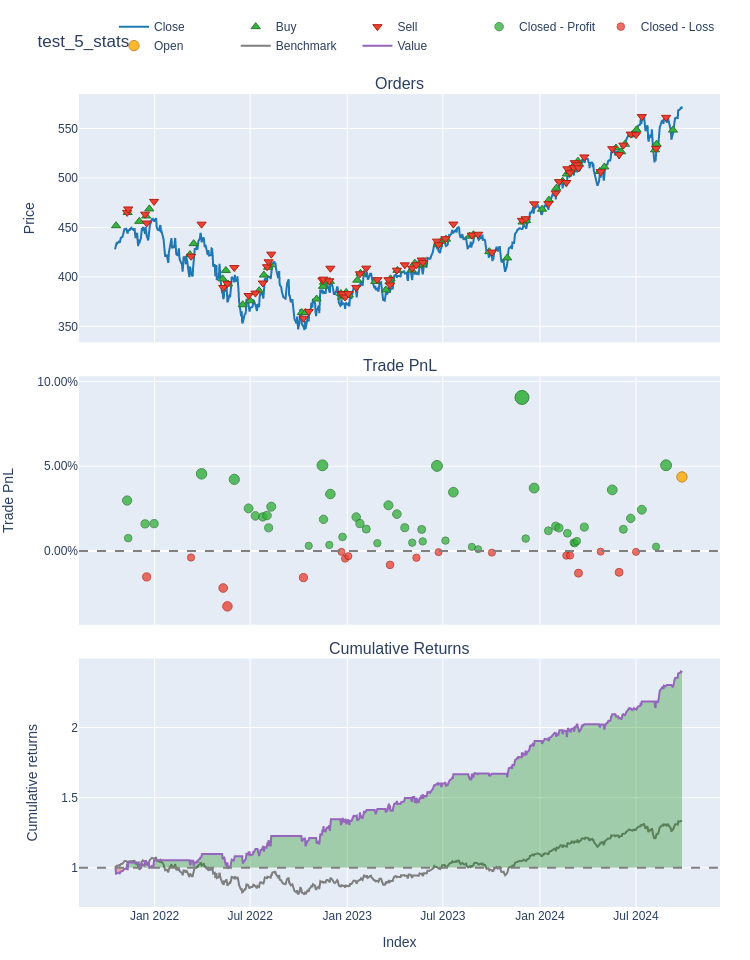 Close Buy Sell Closed - Profit Closed - Loss
test_5_stats
Open Benchmark Value
Orders
Price
550
500
450
400
350
Trade PnL
Trade PnL
10.00%
5.00%
0.00%
Cumulative Returns
Cumulative returns
2
1.5
1
Jan 2022 Jul 2022 Jan 2023 Jul 2023 Jan 2024 Jul 2024
Index